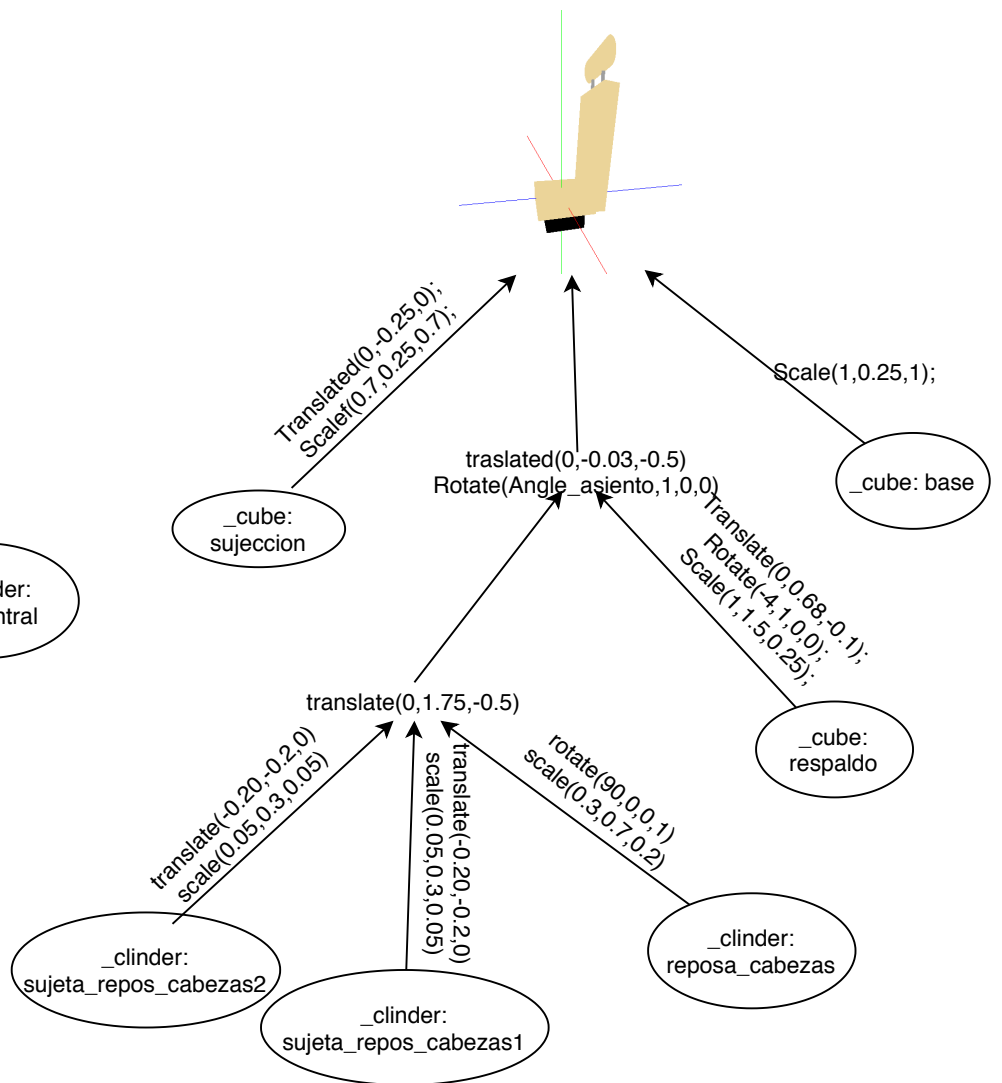 Translated(0,-0.25,0);
Scalef(0.7,0.25,0.7);
Scale(1,0.25,1);
traslated(0,-0.03,-0.5)
Rotate(Angle_asiento,1,0,0)
_cube: base
_cube:
sujeccion
Translate(0,0.68,-0.1);
Rotate(-4,1,0,0);
Scale(1,1.5,0.25);
der:
ntral
translate(0,1.75,-0.5)
_cube:
respaldo
translate(-0.20,-0.2,0)
scale(0.05,0.3,0.05)
translate(-0.20,-0.2,0)
scale(0.05,0.3,0.05)
rotate(90,0,0,1)
scale(0.3,0.7,0.2)
_clinder:
sujeta_repos_cabezas2
_clinder:
reposa_cabezas
_clinder:
sujeta_repos_cabezas1